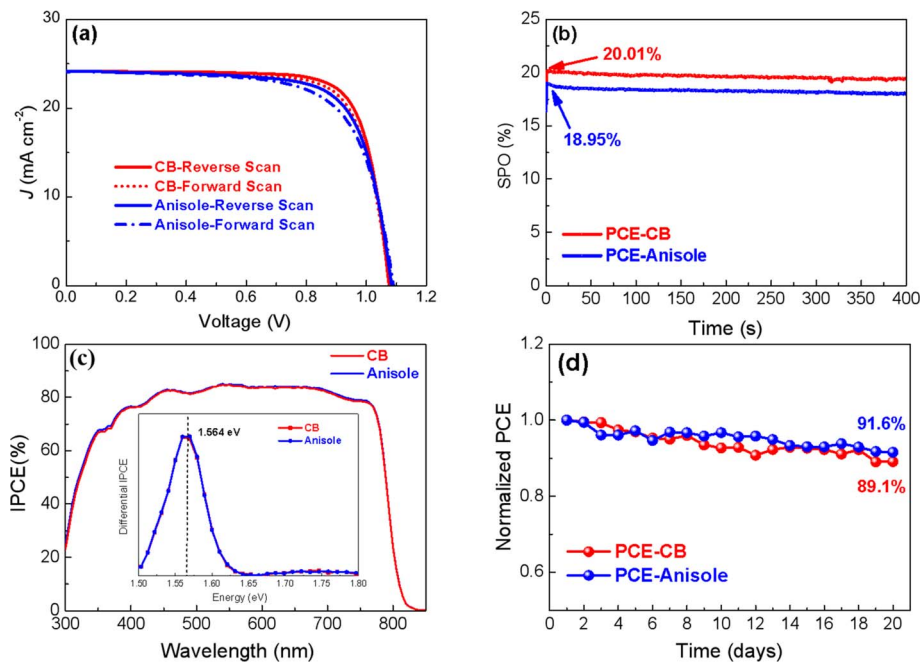 (a)
30
20
10
0
J (mA cm⁻²)
CB-Reverse Scan
CB-Forward Scan
Anisole-Reverse Scan
Anisole-Forward Scan
0.0 0.2 0.4 0.6 0.8 1.0 1.2
Voltage (V)
(b)
25
20
15
10
5
0
SPO (%)
20.01%
18.95%
PCE-CB
PCE-Anisole
0 50 100 150 200 250 300 350 400
Time (s)
(c)
100
80
60
40
20
0
IPCE(%)
CB
Anisole
1.564 eV
CB
Anisole
Differential IPCE
1.50 1.55 1.60 1.65 1.70 1.75 1.80
Energy (eV)
300 400 500 600 700 800
Wavelength (nm)
(d)
1.2
1.0
0.8
0.6
Normalized PCE
91.6%
89.1%
PCE-CB
PCE-Anisole
0 2 4 6 8 10 12 14 16 18 20
Time (days)